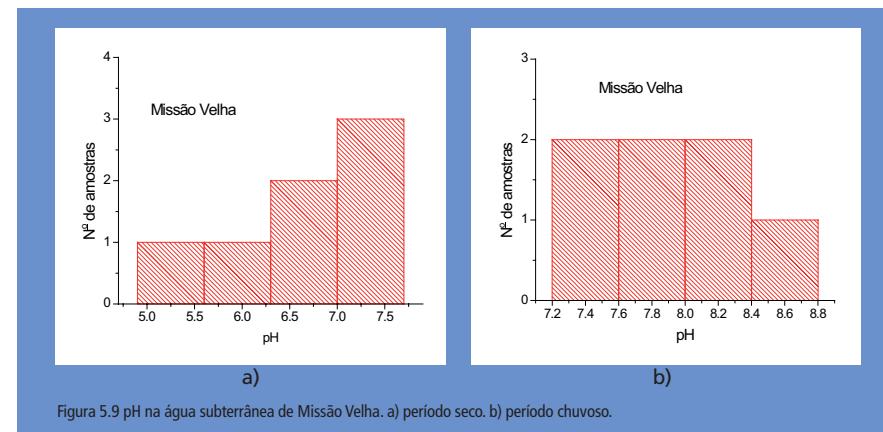 4
3
2
1
0
Missão Velha
Nº de amostras
5.0 5.5 6.0 6.5 7.0 7.5
pH
a)
3
2
1
0
Missão Velha
Nº de amostras
7.2 7.4 7.6 7.8 8.0 8.2 8.4 8.6 8.8
pH
b)
Figura 5.9 pH na água subterrânea de Missão Velha. a) período seco. b) período chuvoso.